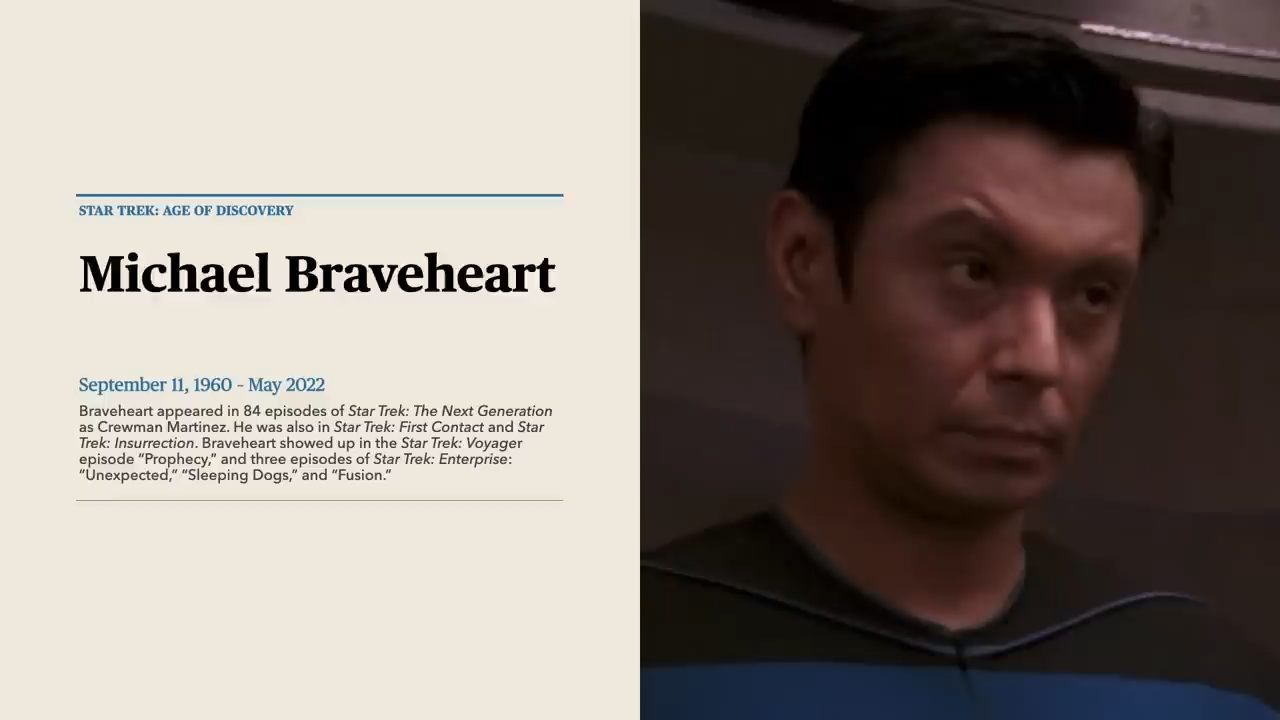 STAR TREK: AGE OF DISCOVERY
Michael Braveheart
September 11, 1960 - May 2022
Braveheart appeared in 84 episodes of Star Trek: The Next Generation
as Crewman Martinez. He was also in Star Trek: First Contact and Star
Trek: Insurrection. Braveheart showed up in the Star Trek: Voyager
episode “Prophecy,” and three episodes of Star Trek: Enterprise:
“Unexpected,” “Sleeping Dogs,” and “Fusion.”